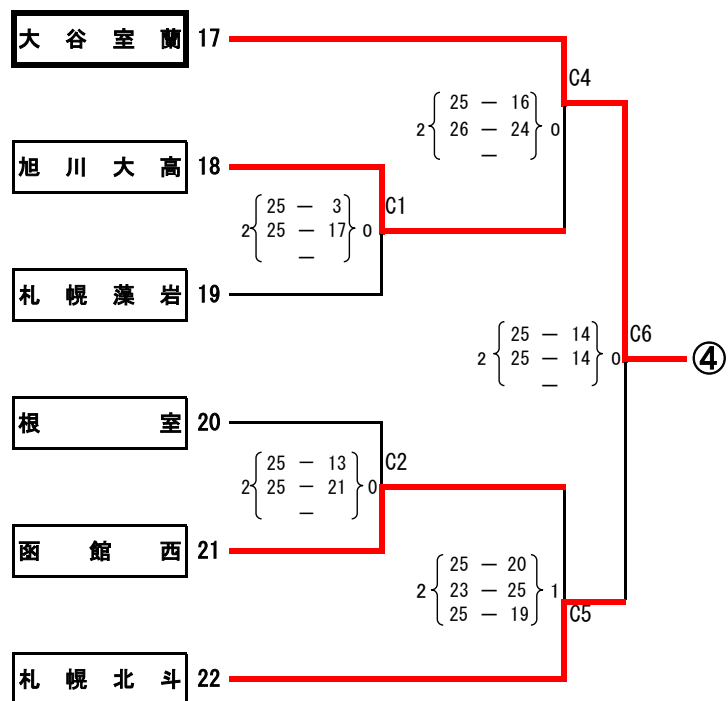 大谷室蘭 17
C4
25 — 16
2 26 — 24 0
—
旭川大高 18
C1
25 — 3
2 25 — 17 0
—
札幌藻岩 19
C6
25 — 14
2 25 — 14 0
—
④
根室 20
C2
25 — 13
2 25 — 21 0
—
函館西 21
25 — 20
2 23 — 25 1
25 — 19
C5
札幌北斗 22